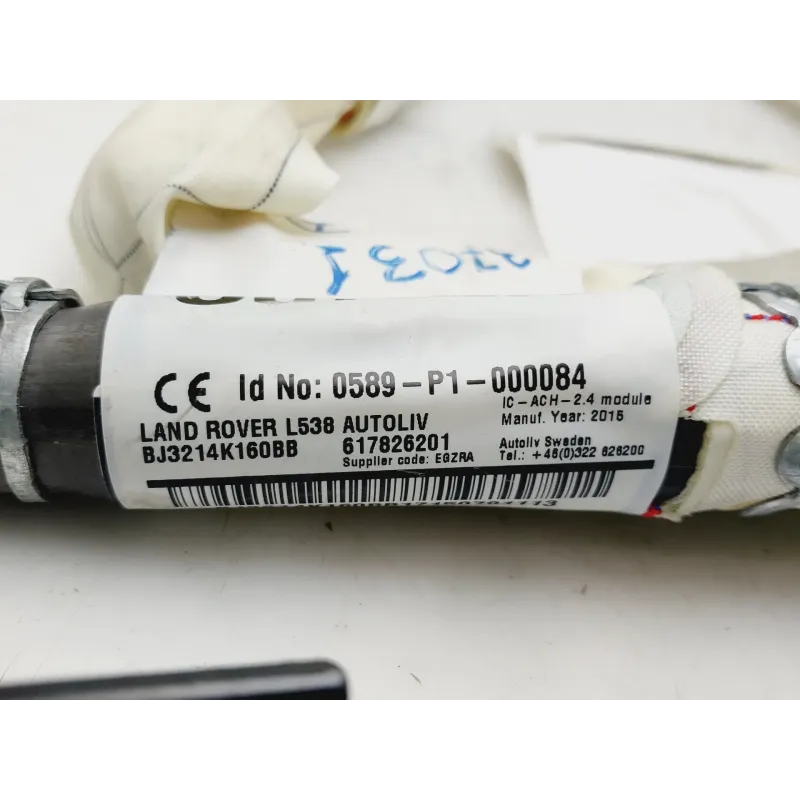 27031
CE Id No: 0589-P1-000084
IC-ACH-2.4 module
LAND ROVER L538 AUTOLIV
Manuf. Year: 2015
BJ3214K160BB
617826201
Autoliv Sweden
Supplier code: EGZRA
Tel.: +46(0)322 626200